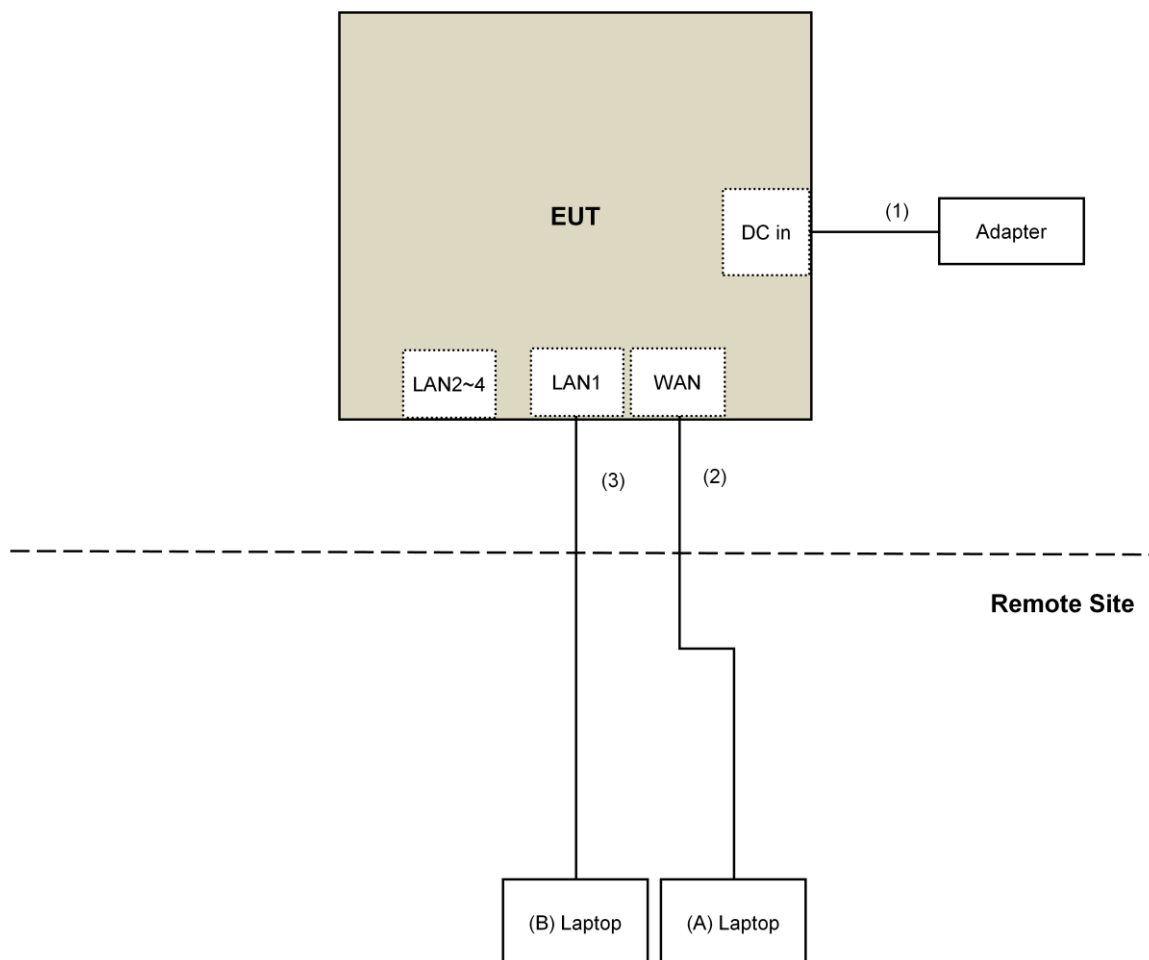 EUT
DC in
(1)
Adapter
LAN2~4
LAN1
WAN
(3)
(2)
Remote Site
(B) Laptop
(A) Laptop